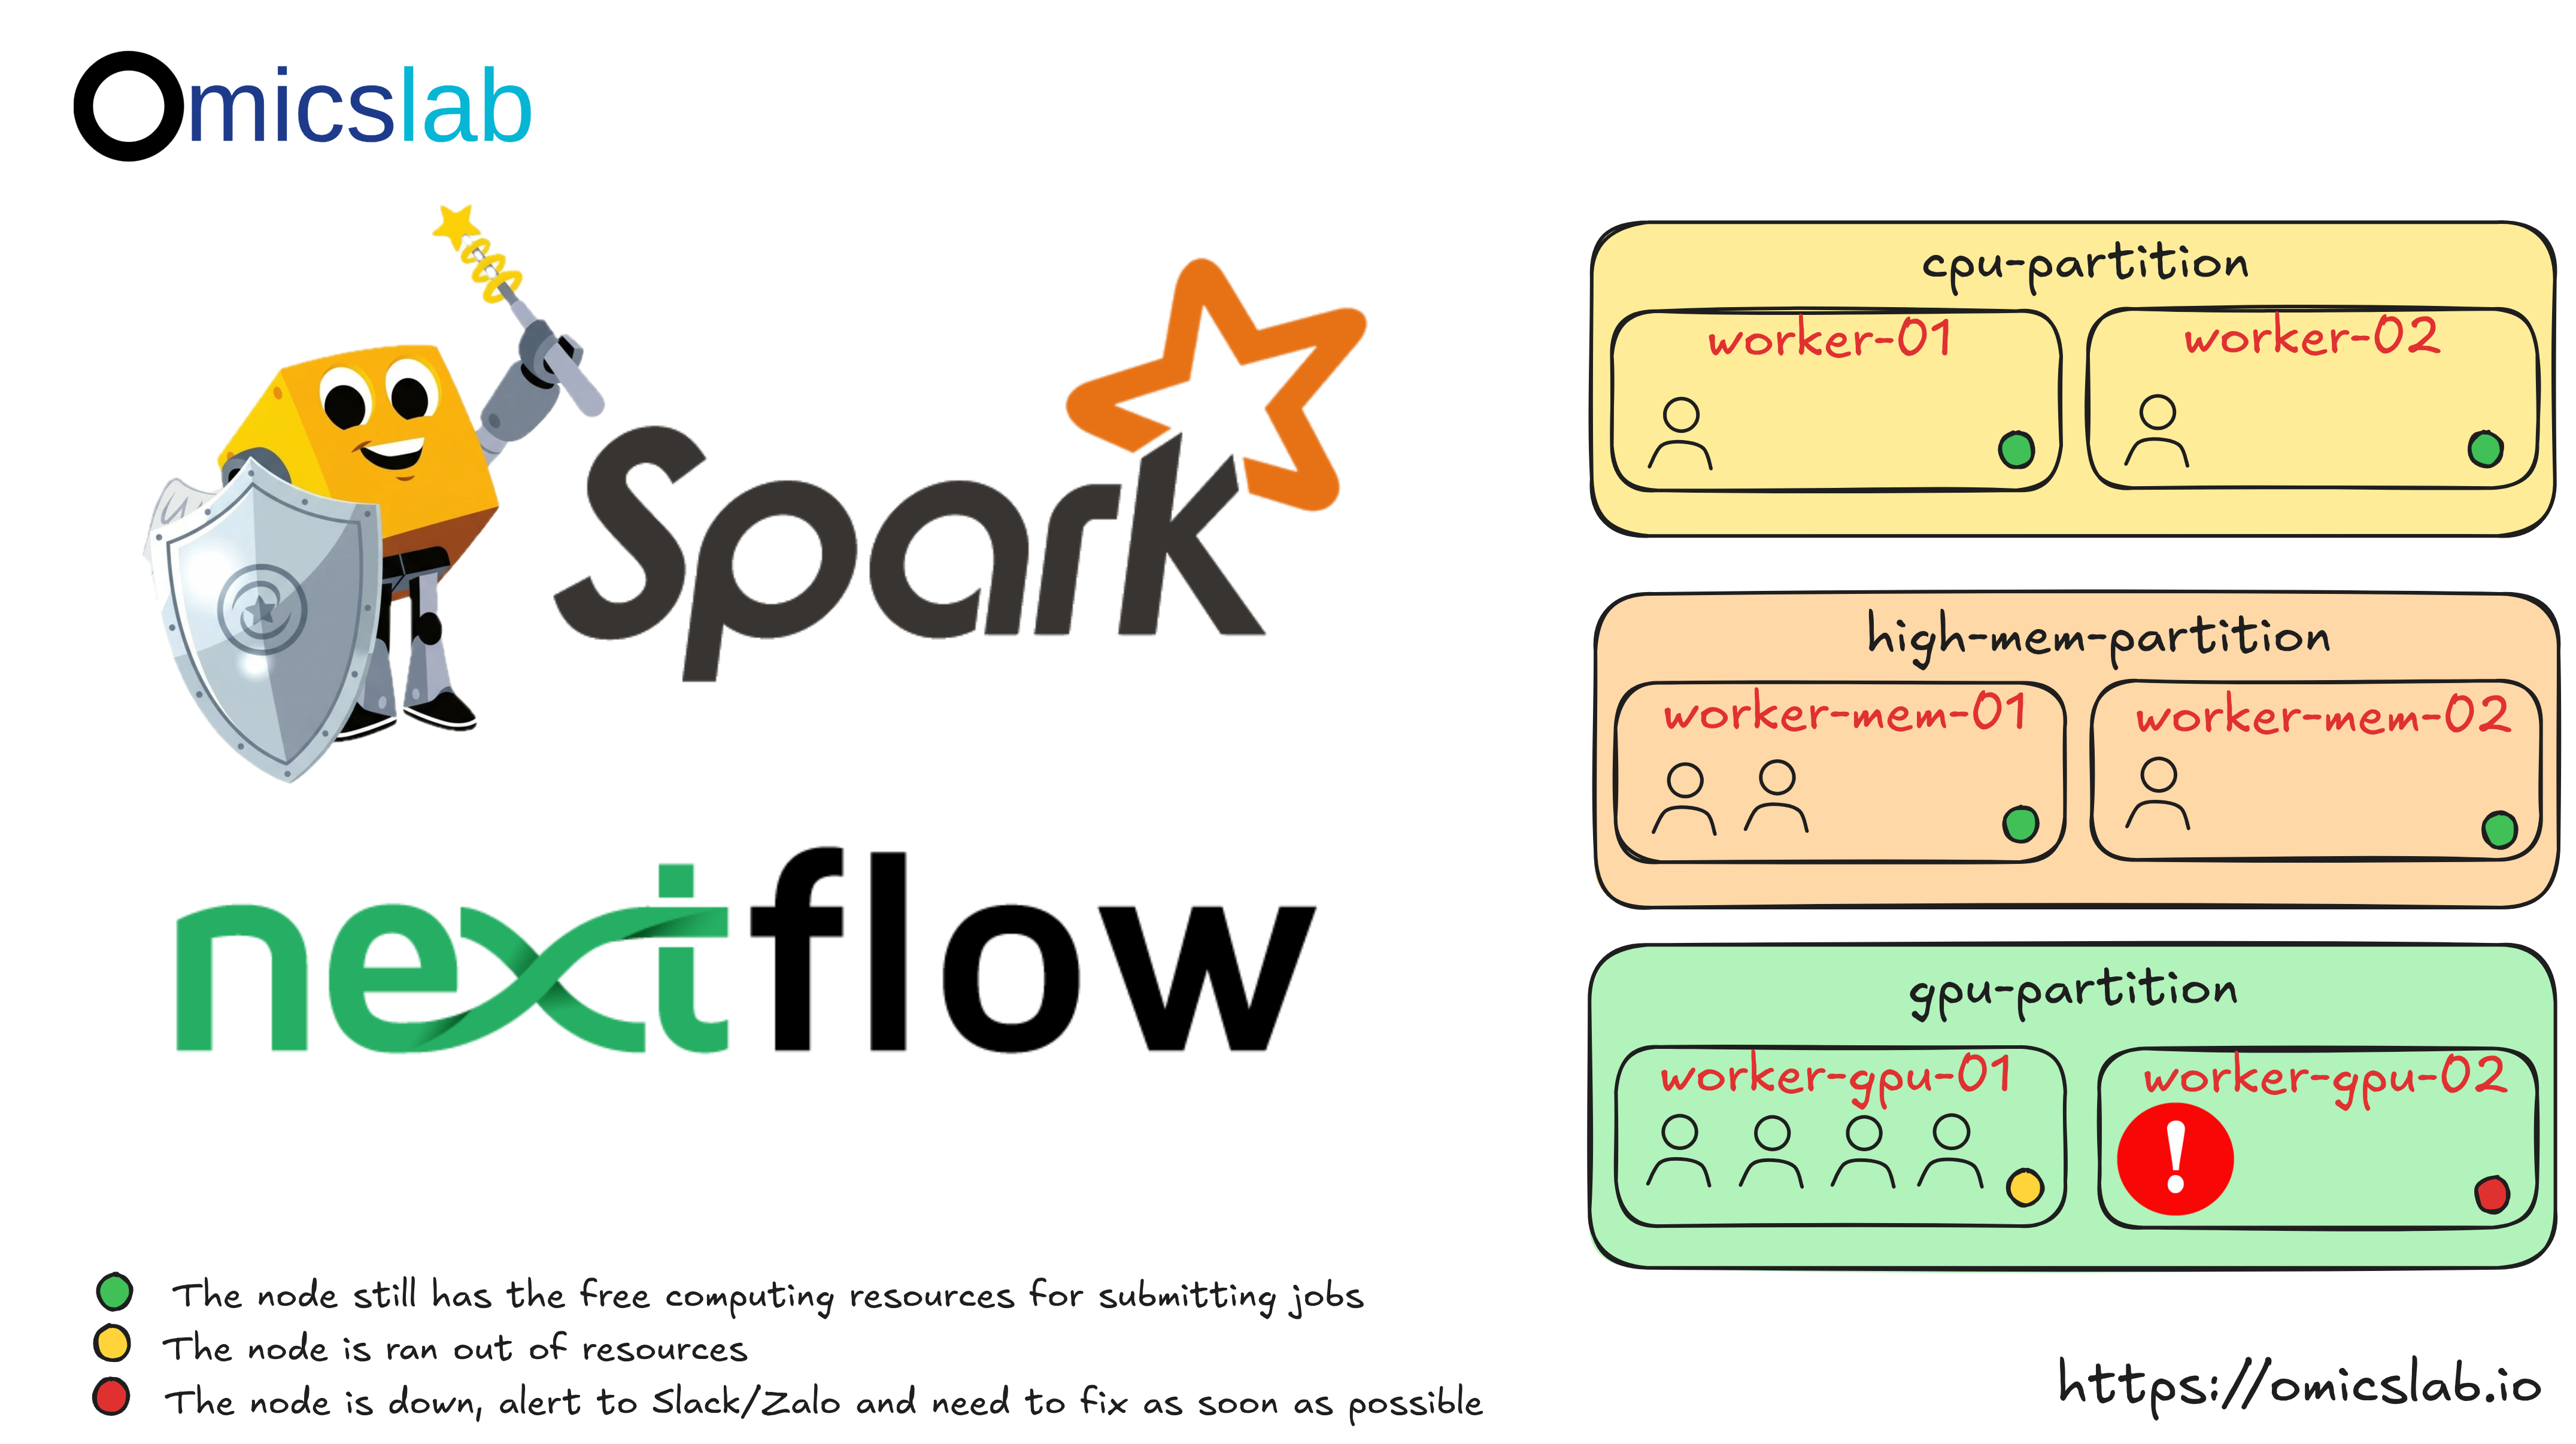 Omicslab
Spark
nextflow
cpu-partition
worker-01
worker-02
high-mem-partition
worker-mem-01
worker-mem-02
gpu-partition
worker-gpu-01
worker-gpu-02
!
The node still has the free computing resources for submitting jobs
The node is ran out of resources
The node is down, alert to Slack/Zalo and need to fix as soon as possible
https://omicslab.io